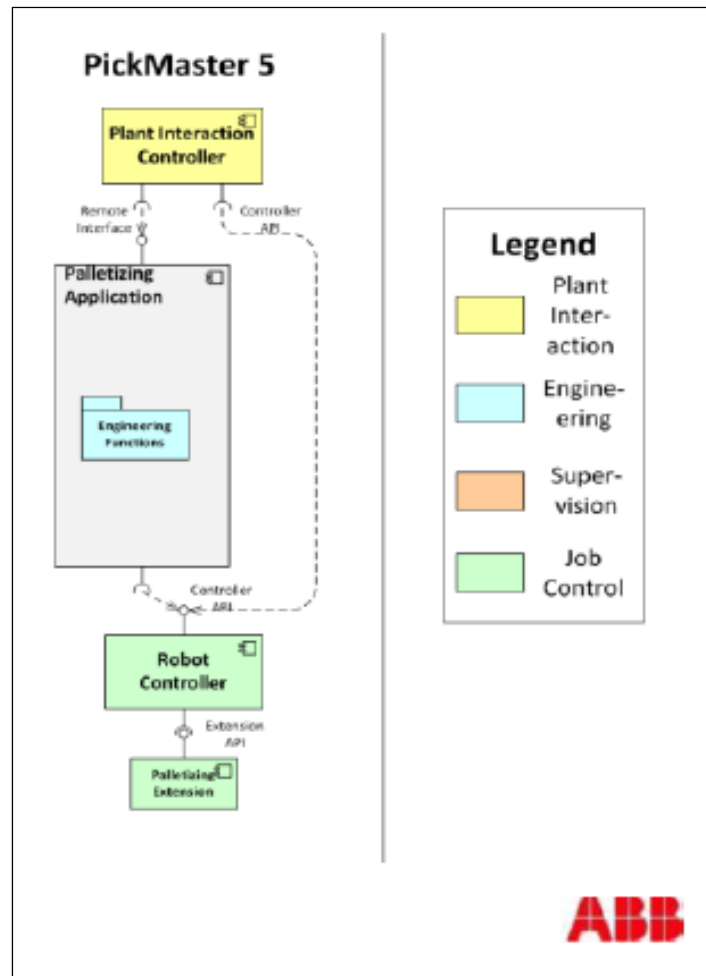 PickMaster 5
Plant Interaction
Controller
Remote
Interface
Controller
API
Palletizing
Application
Engineering
Functions
Controller
API
Robot
Controller
Extension
API
Palletizing
Extension
Legend
Plant
Inter-
action
Engine-
ering
Super-
vision
Job
Control
ABB